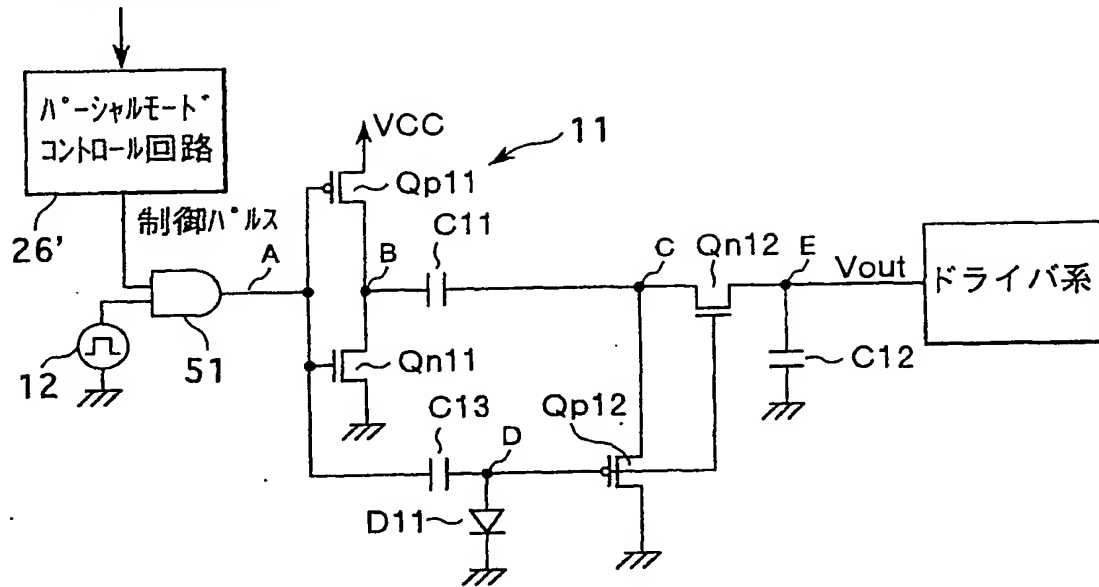 パーシャルモード
コントロール回路
26'
制御パルス
A
12
51
VCC
11
Qp11
B
C11
Qn11
C13
D
D11
Qp12
C
Qn12
E
Vout
C12
ドライバ系